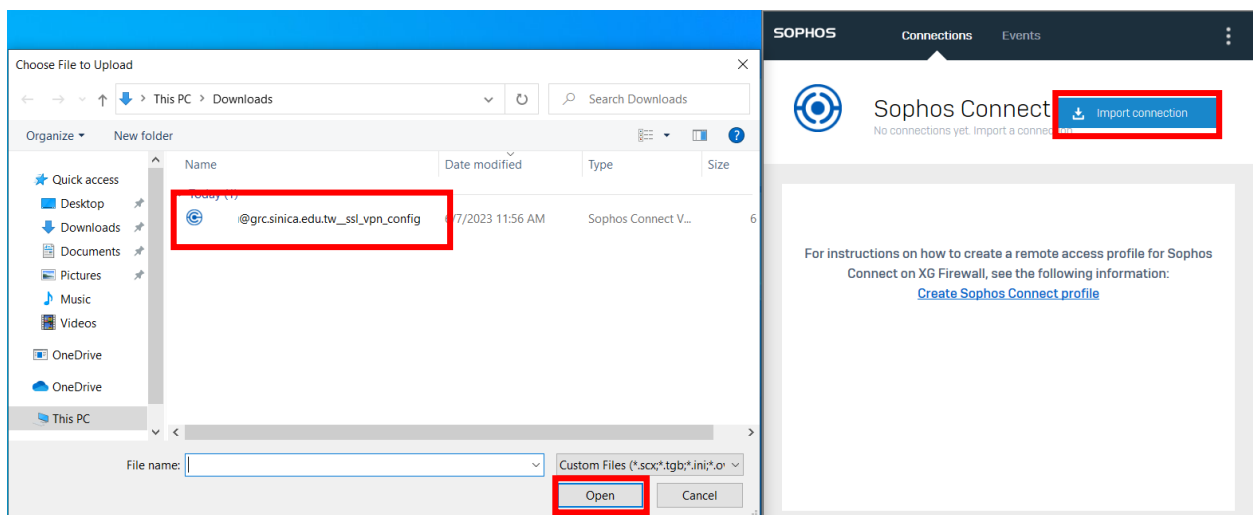 Choose File to Upload
This PC > Downloads
Search Downloads
Organize
New folder
Name
Date modified
Type
Size
Quick access
Today (1)
Desktop
@grc.sinica.edu.tw__ssl_vpn_config
6/7/2023 11:56 AM
Sophos Connect V...
6
Downloads
Documents
Pictures
Music
Videos
OneDrive
OneDrive
This PC
File name:
Custom Files (*.scx;*.tgb;*.ini;*.o
Open
Cancel
SOPHOS
Connections
Events
Sophos Connect
Import connection
No connections yet. Import a connection
For instructions on how to create a remote access profile for Sophos
Connect on XG Firewall, see the following information:
Create Sophos Connect profile